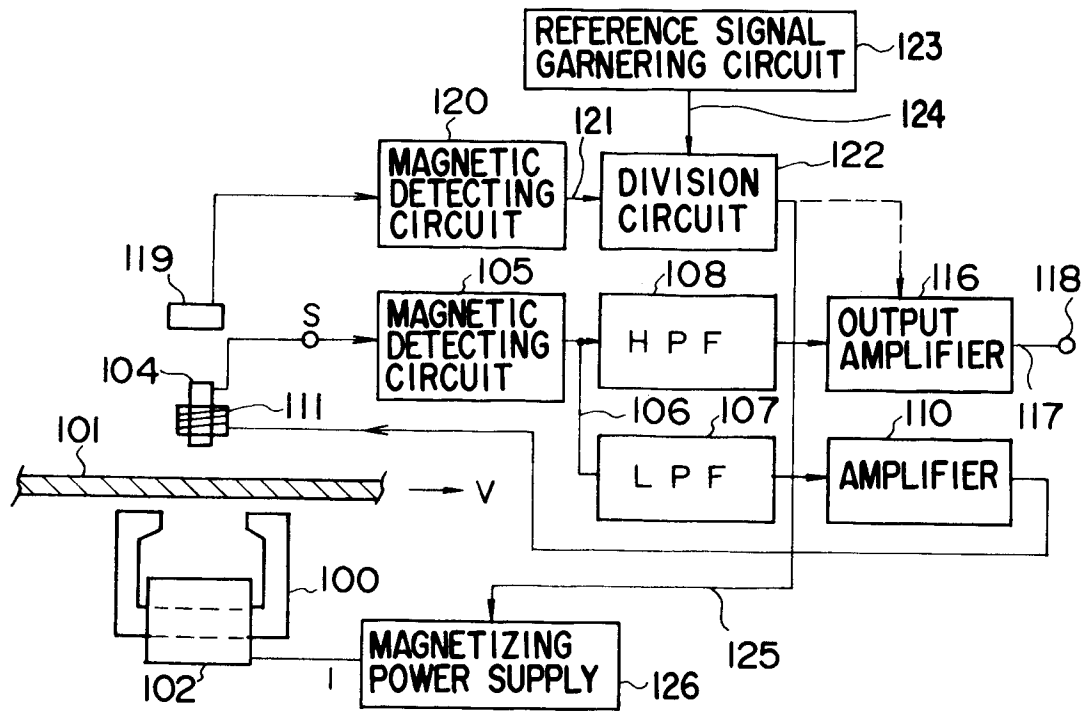 REFERENCE SIGNAL
GARNERING CIRCUIT
123
124
120
121
122
MAGNETIC
DETECTING
CIRCUIT
DIVISION
CIRCUIT
119
105
108
116
118
S
MAGNETIC
DETECTING
CIRCUIT
H P F
OUTPUT
AMPLIFIER
104
111
106
107
110
117
101
L P F
AMPLIFIER
V
100
125
MAGNETIZING
POWER SUPPLY
102
I
126